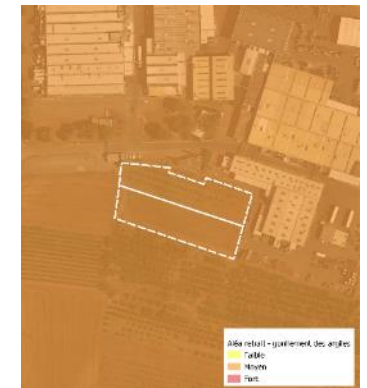 Aléa retrait - gonflement des argiles
Faible
Moyen
Fort